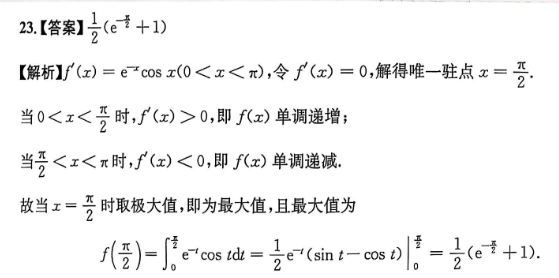 23.【答案】$\frac{1}{2}(e^{-\frac{\pi}{2}}+1)$
【解析】$f'(x)=e^{-x}\cos x(0<x<\pi)$,令 $f'(x)=0$,解得唯一驻点 $x=\frac{\pi}{2}$.
当 $0<x<\frac{\pi}{2}$ 时,$f'(x)>0$,即 $f(x)$ 单调递增;
当 $\frac{\pi}{2}<x<\pi$ 时,$f'(x)<0$,即 $f(x)$ 单调递减.
故当 $x=\frac{\pi}{2}$ 时取极大值,即为最大值,且最大值为
$f\left(\frac{\pi}{2}\right)=\int_{0}^{\frac{\pi}{2}}e^{-t}\cos tdt=\frac{1}{2}e^{-t}(\sin t-\cos t)\Big|_{0}^{\frac{\pi}{2}}=\frac{1}{2}(e^{-\frac{\pi}{2}}+1).$